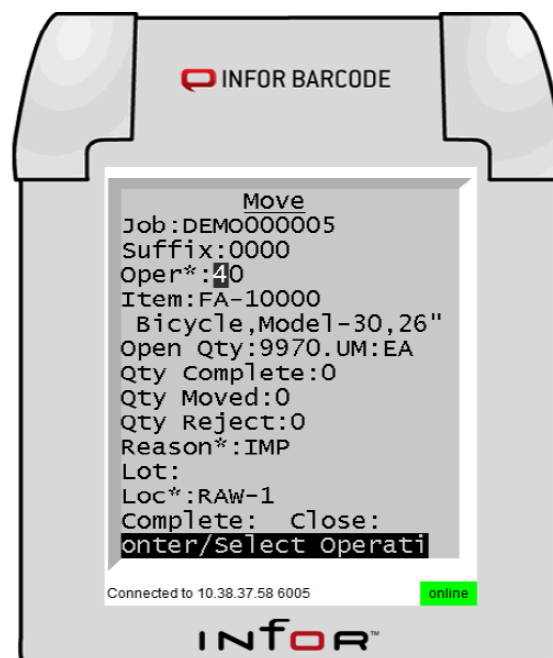 INFOR BARCODE
Move
Job:DEMO000005
Suffix:0000
Oper*:40
Item:FA-10000
Bicycle,Model-30,26"
Open Qty:9970.UM:EA
Qty Complete:0
Qty Moved:0
Qty Reject:0
Reason*:IMP
Lot:
Loc*:RAW-1
Complete: Close:
onter/Select Operati
Connected to 10.38.37.58 6005
online
INFOR™